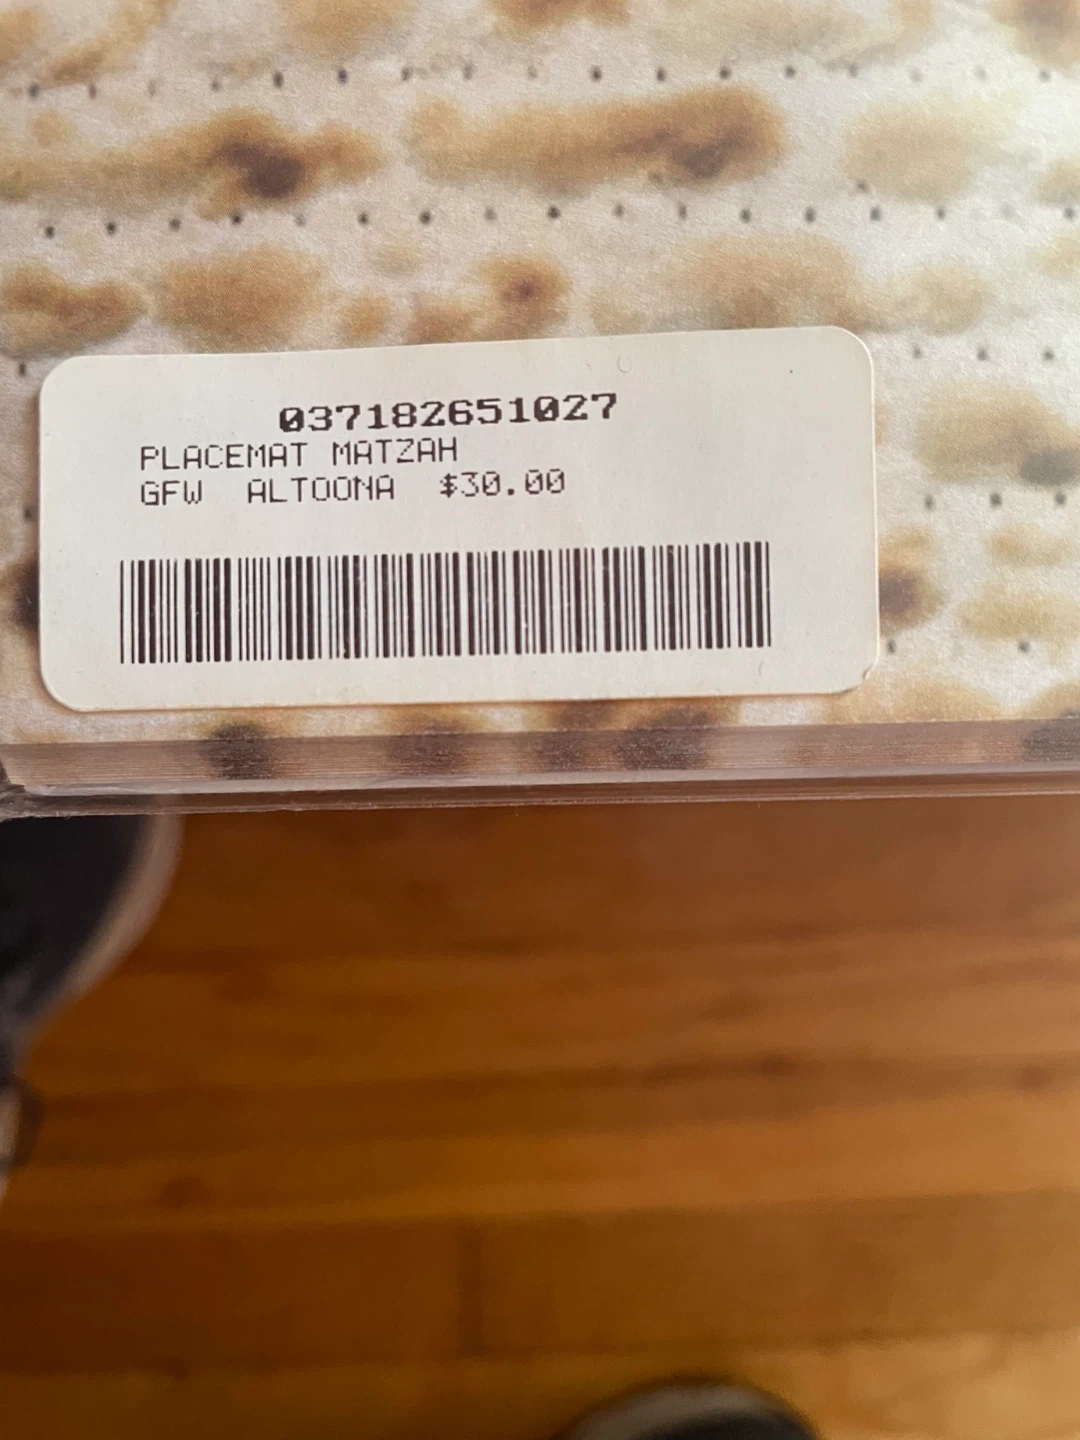 037182651027
PLACEMAT MATZAH
GFW ALTOONA $30.00